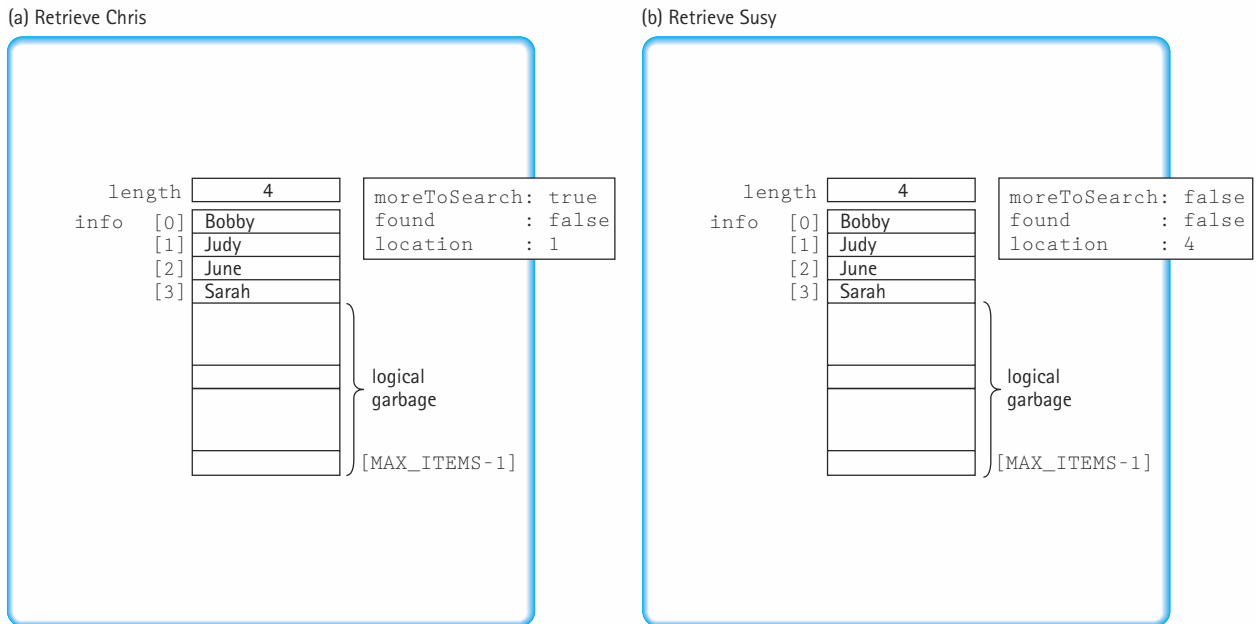 (a) Retrieve Chris
length 4
info [0] Bobby
[1] Judy
[2] June
[3] Sarah
moreToSearch: true
found : false
location : 1
logical
garbage
[MAX_ITEMS-1]
(b) Retrieve Susy
length 4
info [0] Bobby
[1] Judy
[2] June
[3] Sarah
moreToSearch: false
found : false
location : 4
logical
garbage
[MAX_ITEMS-1]